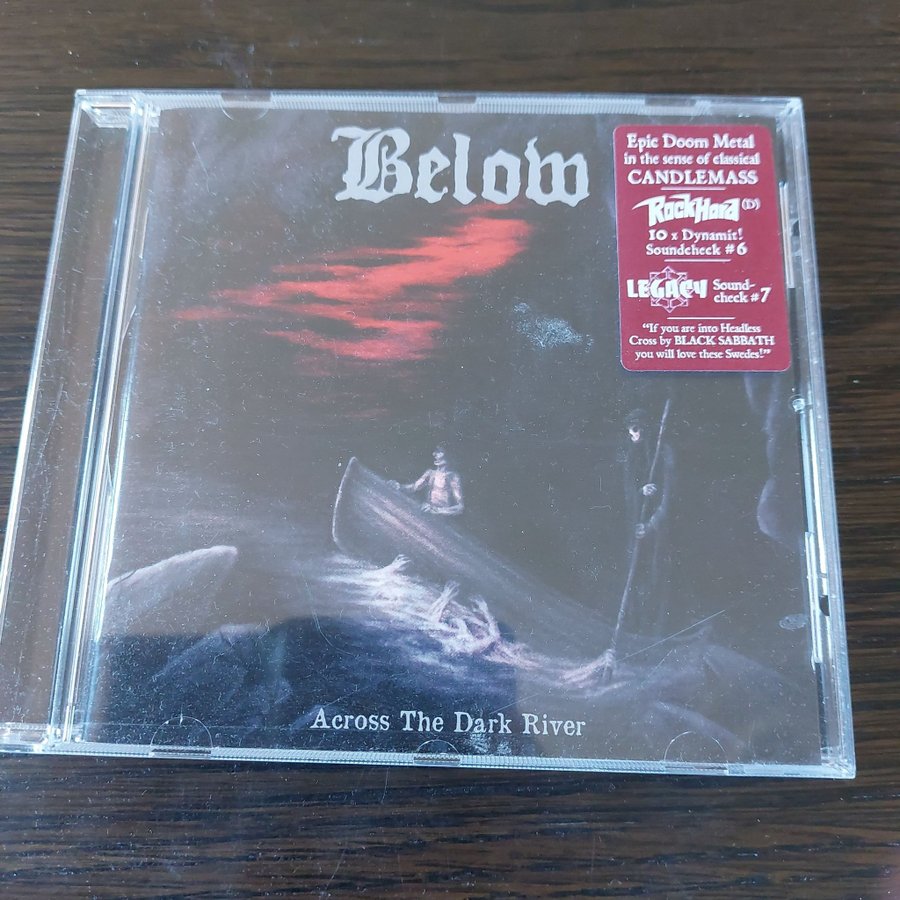 Below
Epic Doom Metal
in the sense of classical
CANDLEMASS
RockHard (D)
10 x Dynamit!
Soundcheck #6
LEGACY Sound-
check #7
"If you are into Headless
Cross by BLACK SABBATH
you will love these Swedes!"
Across The Dark River